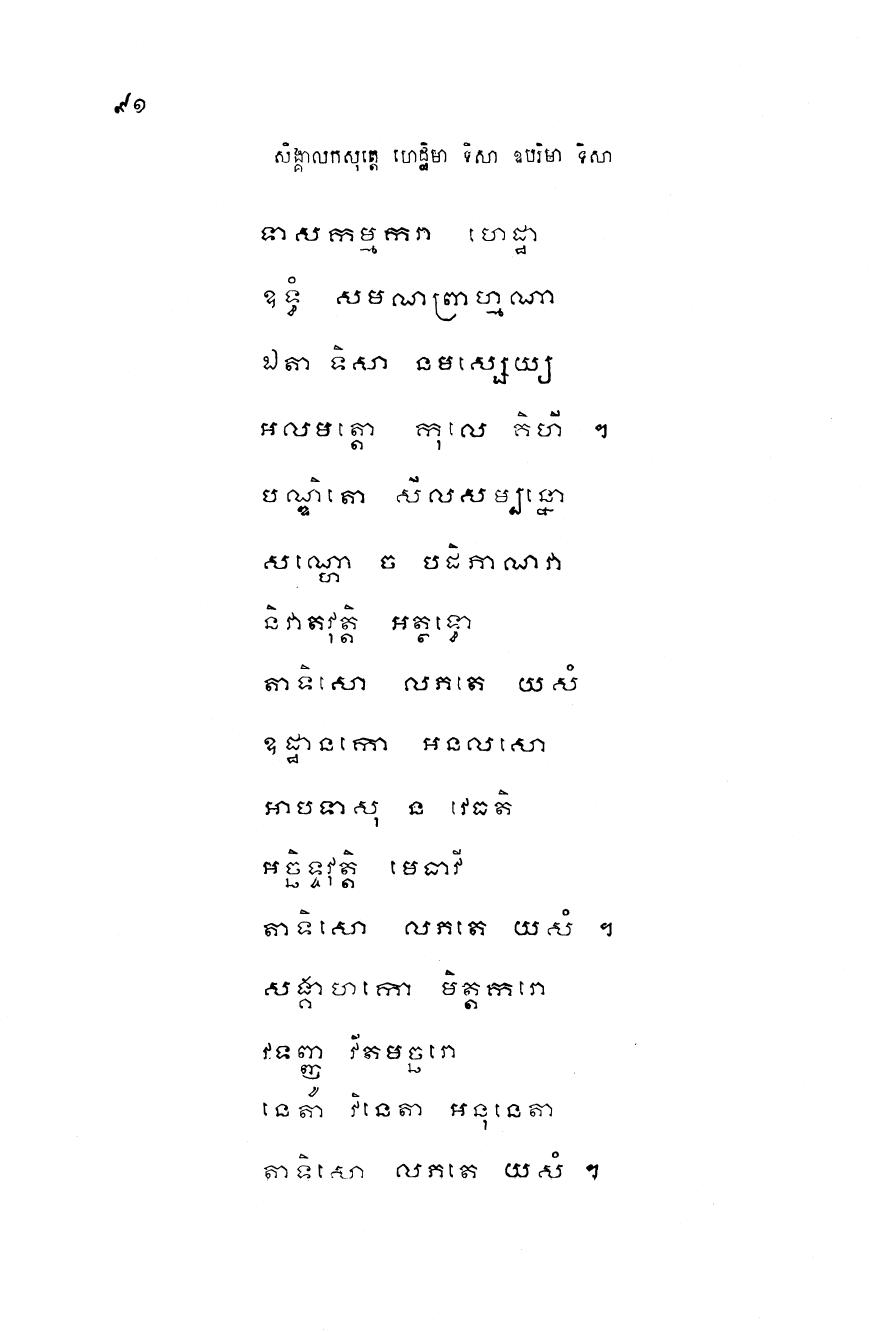 ៩១
សិង្គាលកសុត្តេ ហេដ្ឋិមា ទិសា ឧបរិមា ទិសា
ទាសកម្មករា ហេដ្ឋា
ឧទ្ធំ សមណព្រាហ្មណា
ឯតា ទិសា នមស្សេយ្យ
អលមត្តោ កុលេ គិហី ។
បណ្ឌិតោ សីលសម្បន្នោ
សណ្ហោ ច បដិភាណវា
និវាតវុត្តិ អត្ថទ្ធោ
តាទិសោ លភតេ យសំ
ឧដ្ឋានកោ អនលសោ
អាបទាសុ ន វេធតិ
អច្ឆិទ្ទវុត្តិ មេធាវី
តាទិសោ លភតេ យសំ ។
សង្គាហកោ មិត្តករោ
វទញ្ញូ វីតមច្ឆរោ
នេតា វិនេតា អនុនេតា
តាទិសោ លភតេ យសំ ។